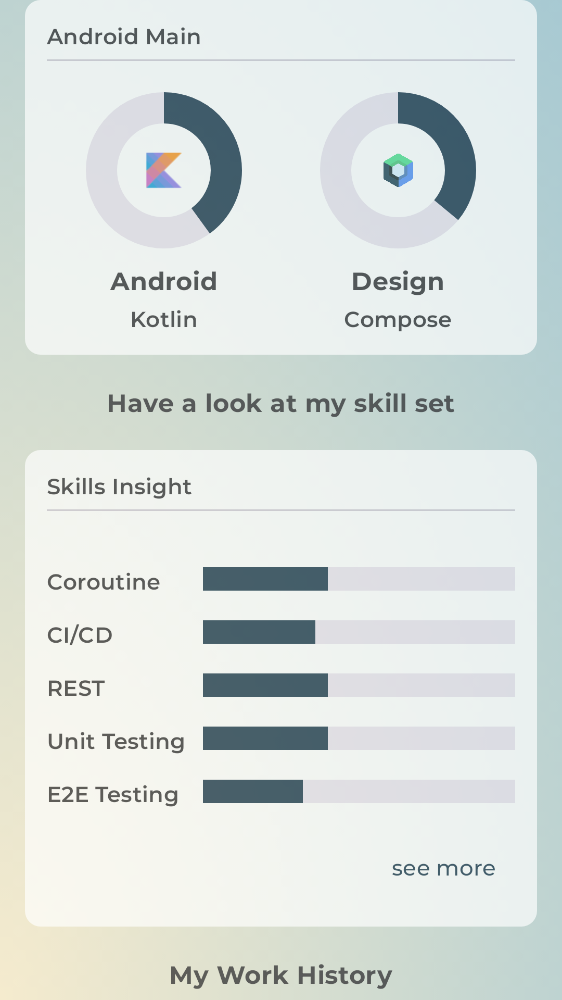 Android Main
Android
Design
Kotlin
Compose
Have a look at my skill set
Skills Insight
Coroutine
CI/CD
REST
Unit Testing
E2E Testing
see more
My Work History